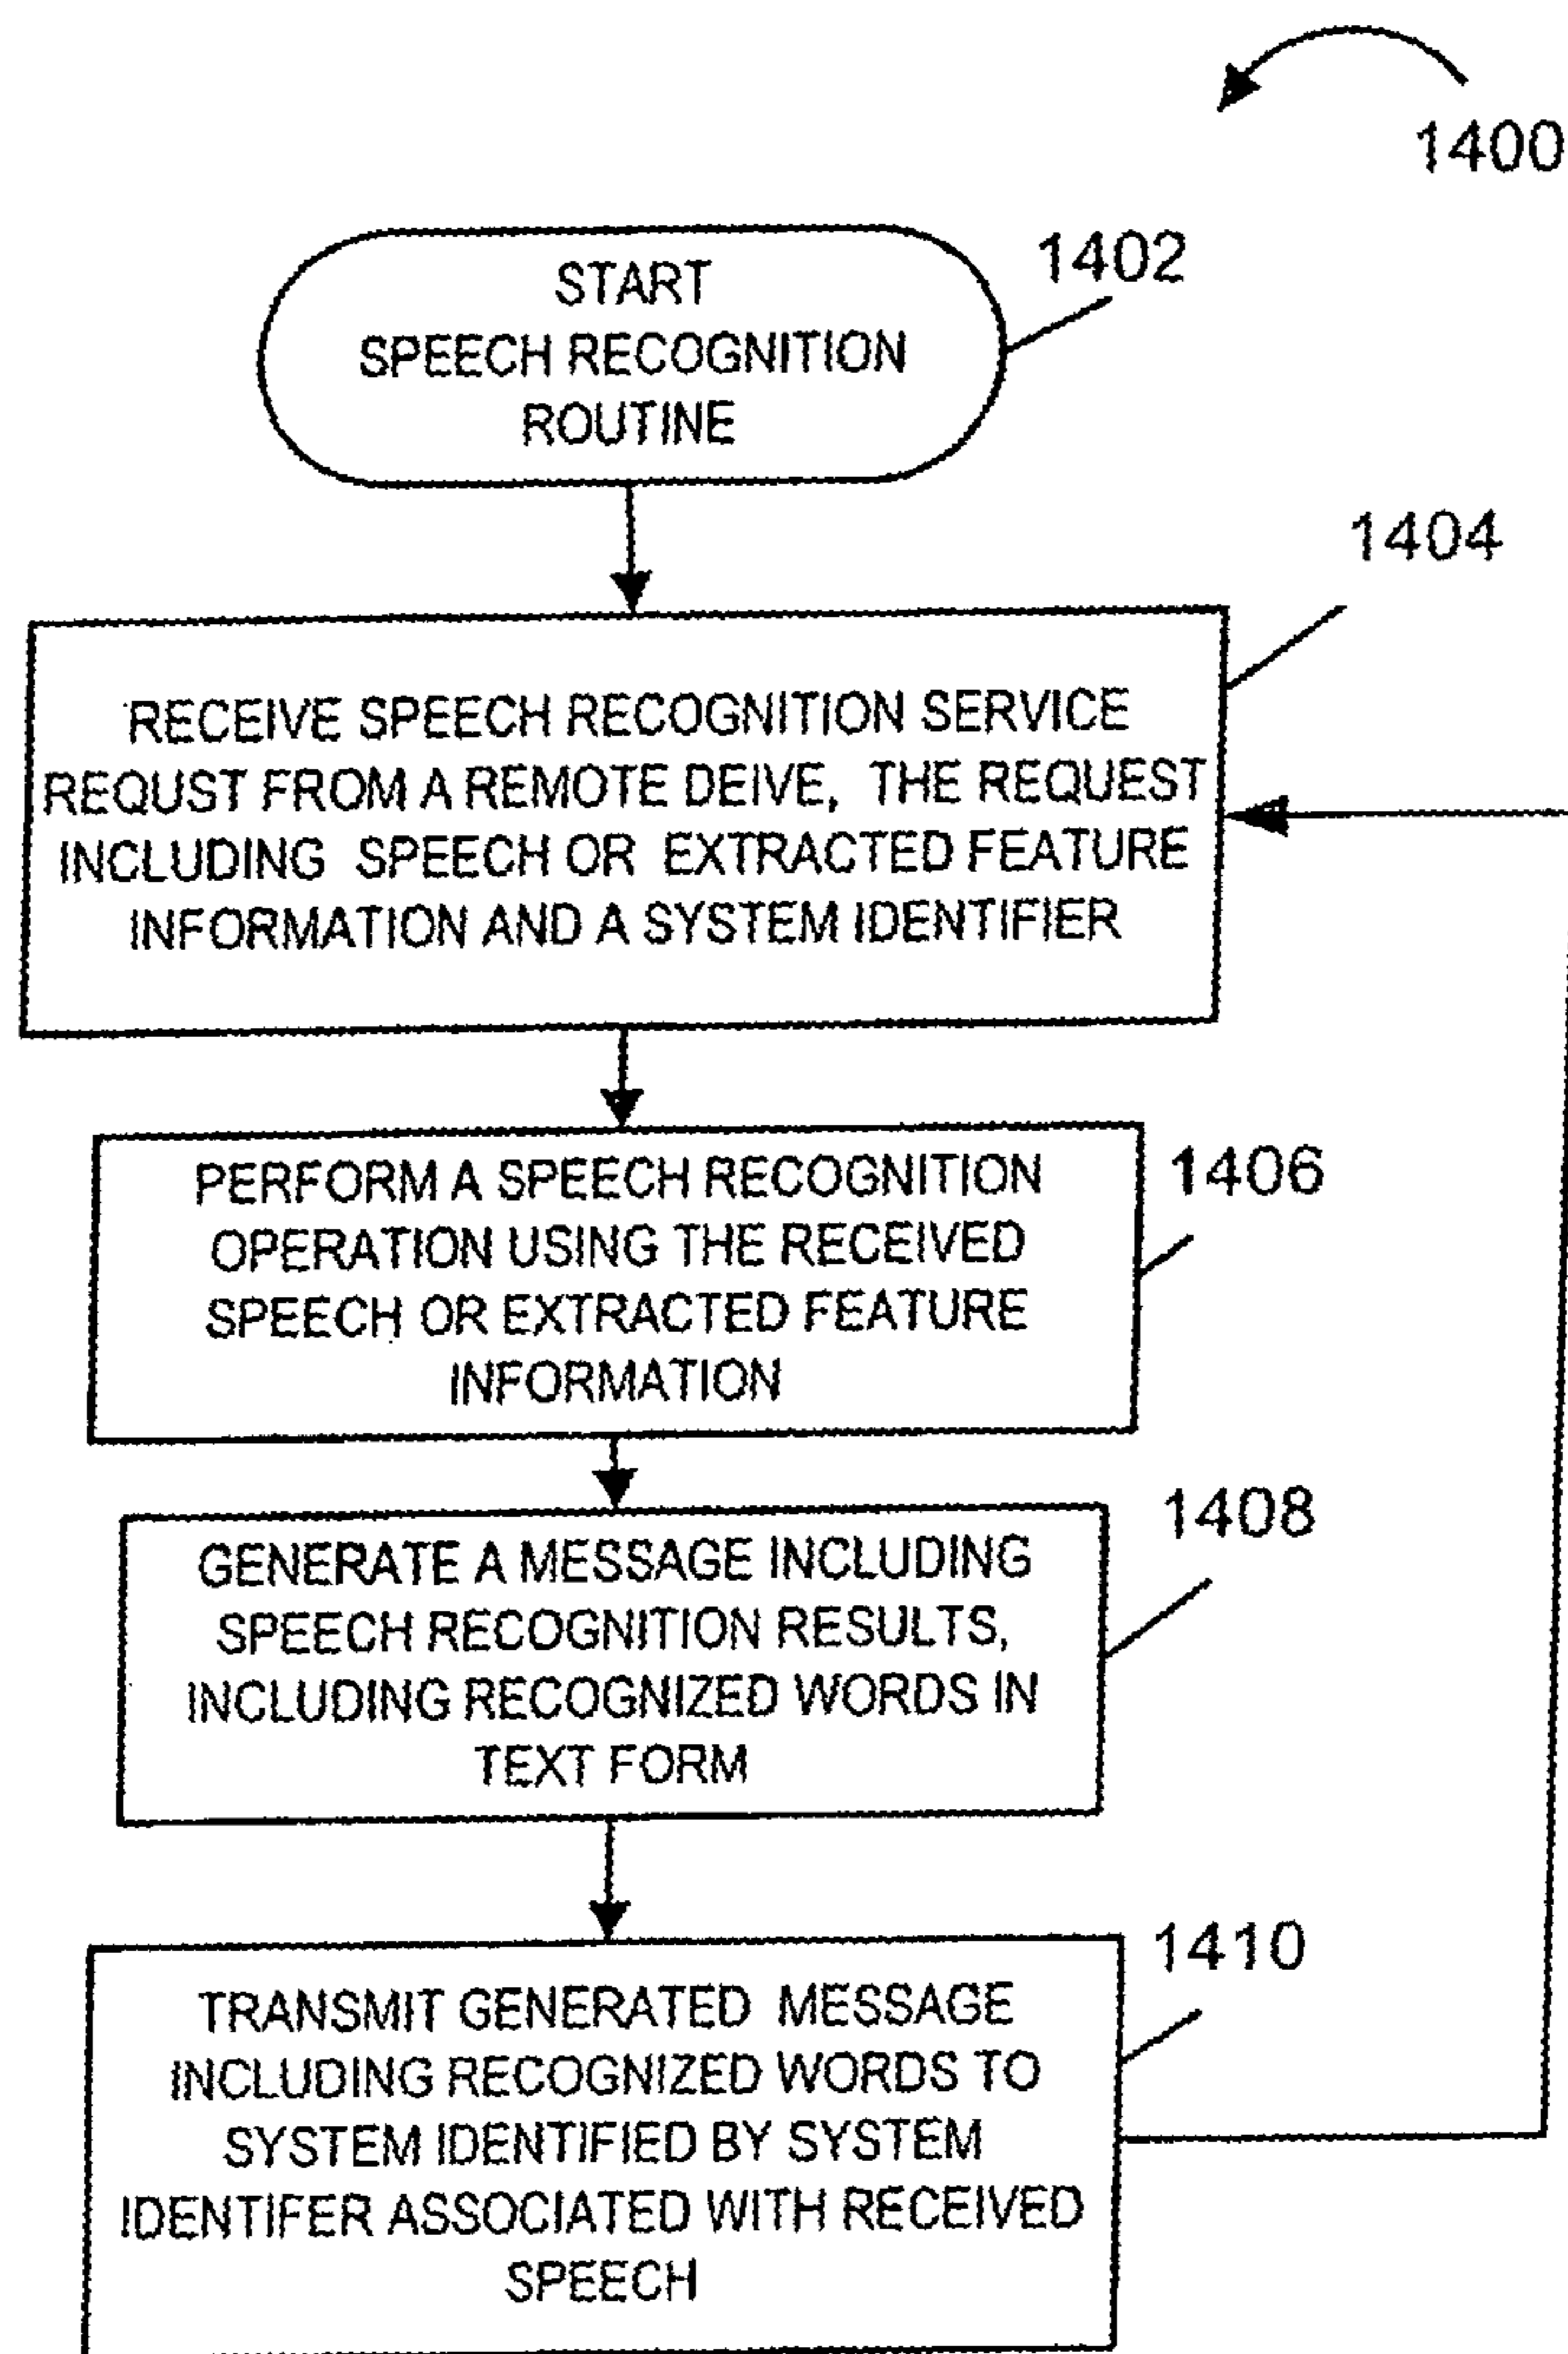 1400
1402
START
SPEECH RECOGNITION
ROUTINE
1404
RECEIVE SPEECH RECOGNITION SERVICE
REQUST FROM A REMOTE DEIVE, THE REQUEST
INCLUDING SPEECH OR EXTRACTED FEATURE
INFORMATION AND A SYSTEM IDENTIFIER
1406
PERFORM A SPEECH RECOGNITION
OPERATION USING THE RECEIVED
SPEECH OR EXTRACTED FEATURE
INFORMATION
1408
GENERATE A MESSAGE INCLUDING
SPEECH RECOGNITION RESULTS,
INCLUDING RECOGNIZED WORDS IN
TEXT FORM
1410
TRANSMIT GENERATED MESSAGE
INCLUDING RECOGNIZED WORDS TO
SYSTEM IDENTIFIED BY SYSTEM
IDENTIFER ASSOCIATED WITH RECEIVED
SPEECH